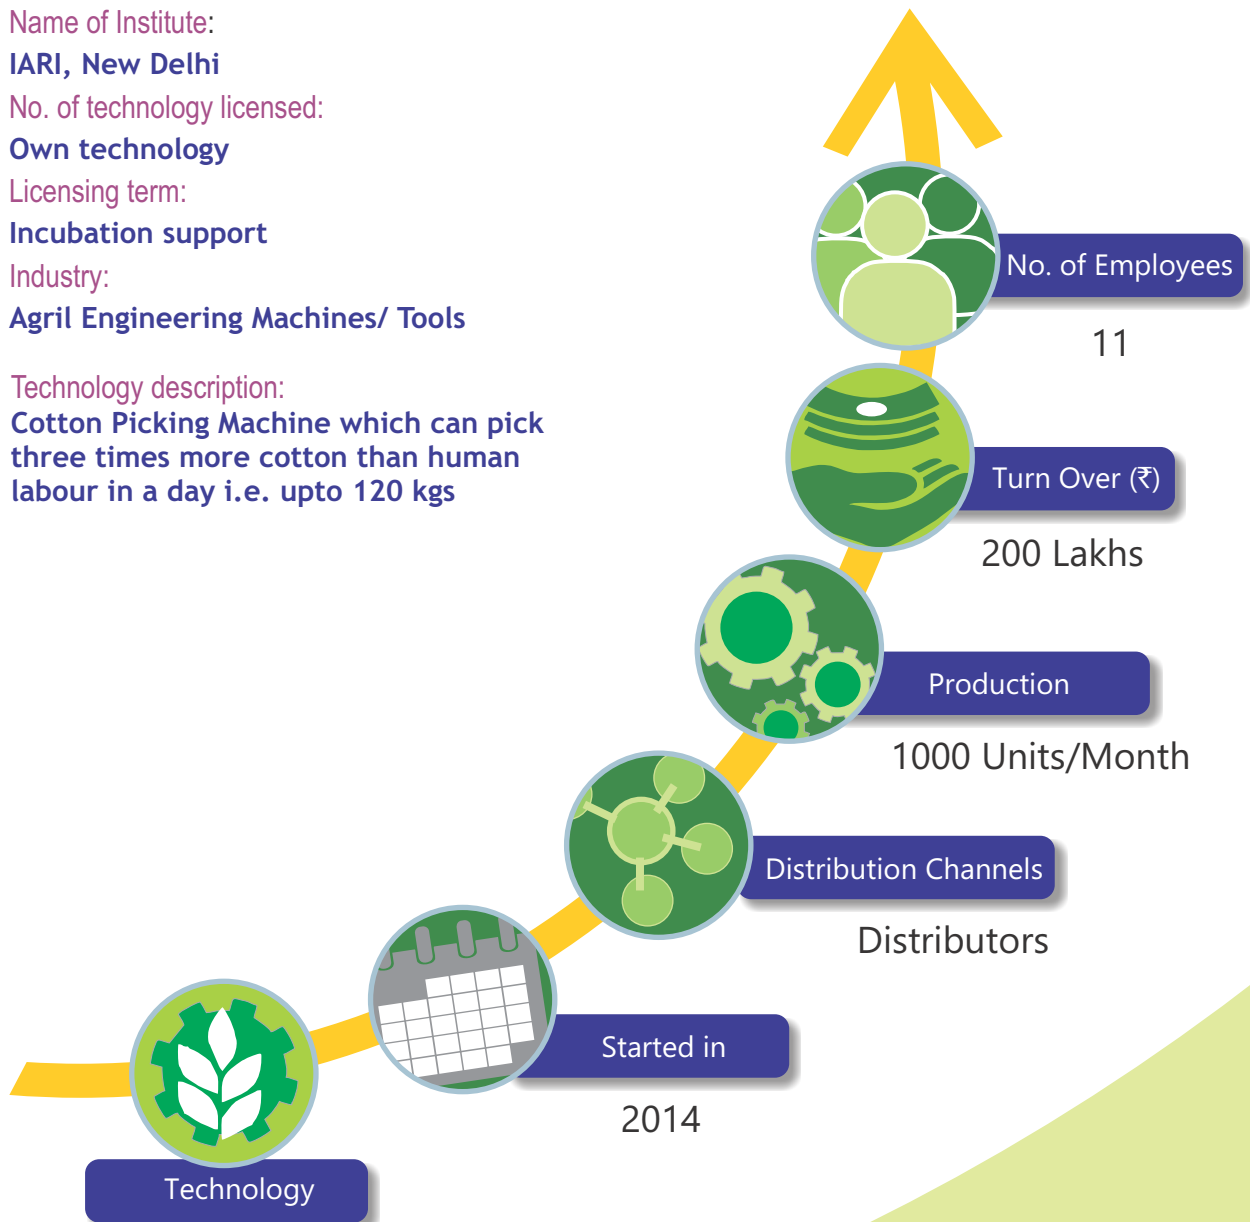 Name of Institute:
IARI, New Delhi
No. of technology licensed:
Own technology
Licensing term:
Incubation support
Industry:
Agril Engineering Machines/ Tools
Technology description:
Cotton Picking Machine which can pick
three times more cotton than human
labour in a day i.e. upto 120 kgs
No. of Employees
11
Turn Over (₹)
200 Lakhs
Production
1000 Units/Month
Distribution Channels
Distributors
Started in
2014
Technology